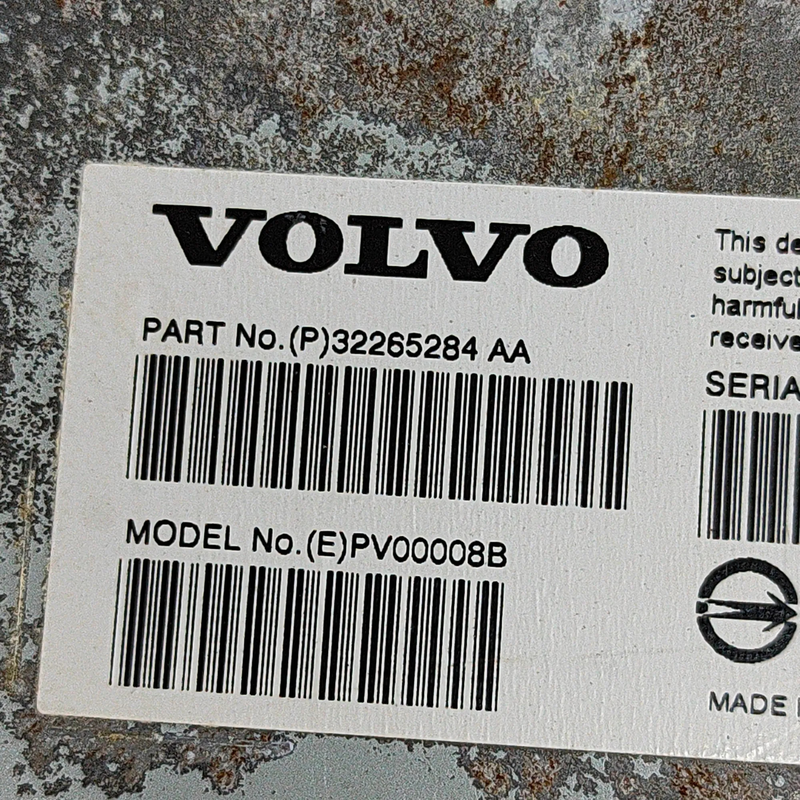 VOLVO
PART No.(P)32265284 AA
MODEL No.(E)PV00008B
This de
subject
harmful
receive
SERIA
MADE